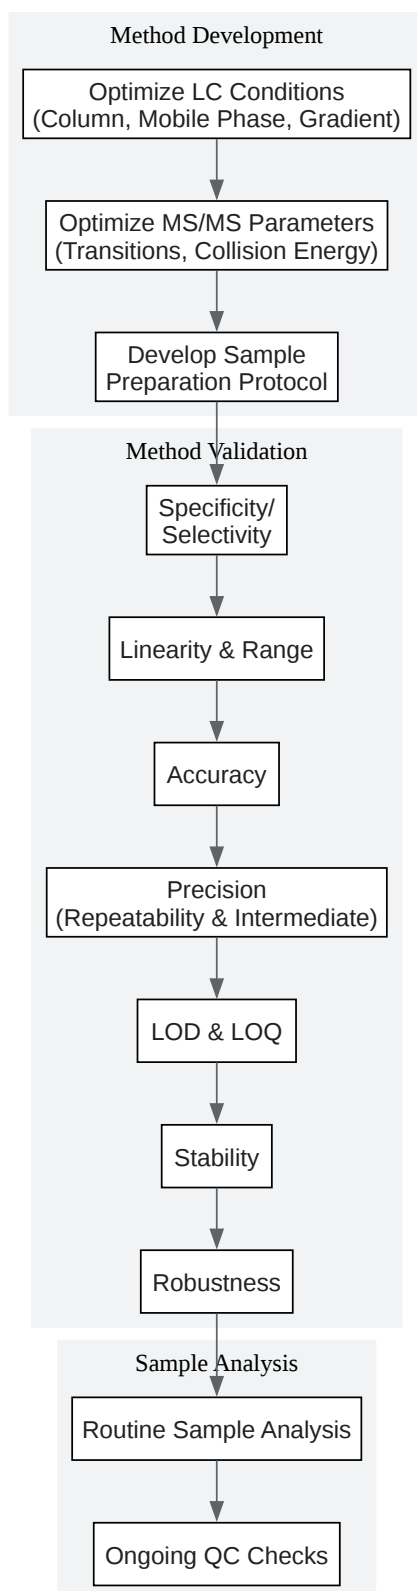 Method Development
Optimize LC Conditions
(Column, Mobile Phase, Gradient)
Optimize MS/MS Parameters
(Transitions, Collision Energy)
Develop Sample
Preparation Protocol
Method Validation
Specificity/
Selectivity
Linearity & Range
Accuracy
Precision
(Repeatability & Intermediate)
LOD & LOQ
Stability
Robustness
Sample Analysis
Routine Sample Analysis
Ongoing QC Checks